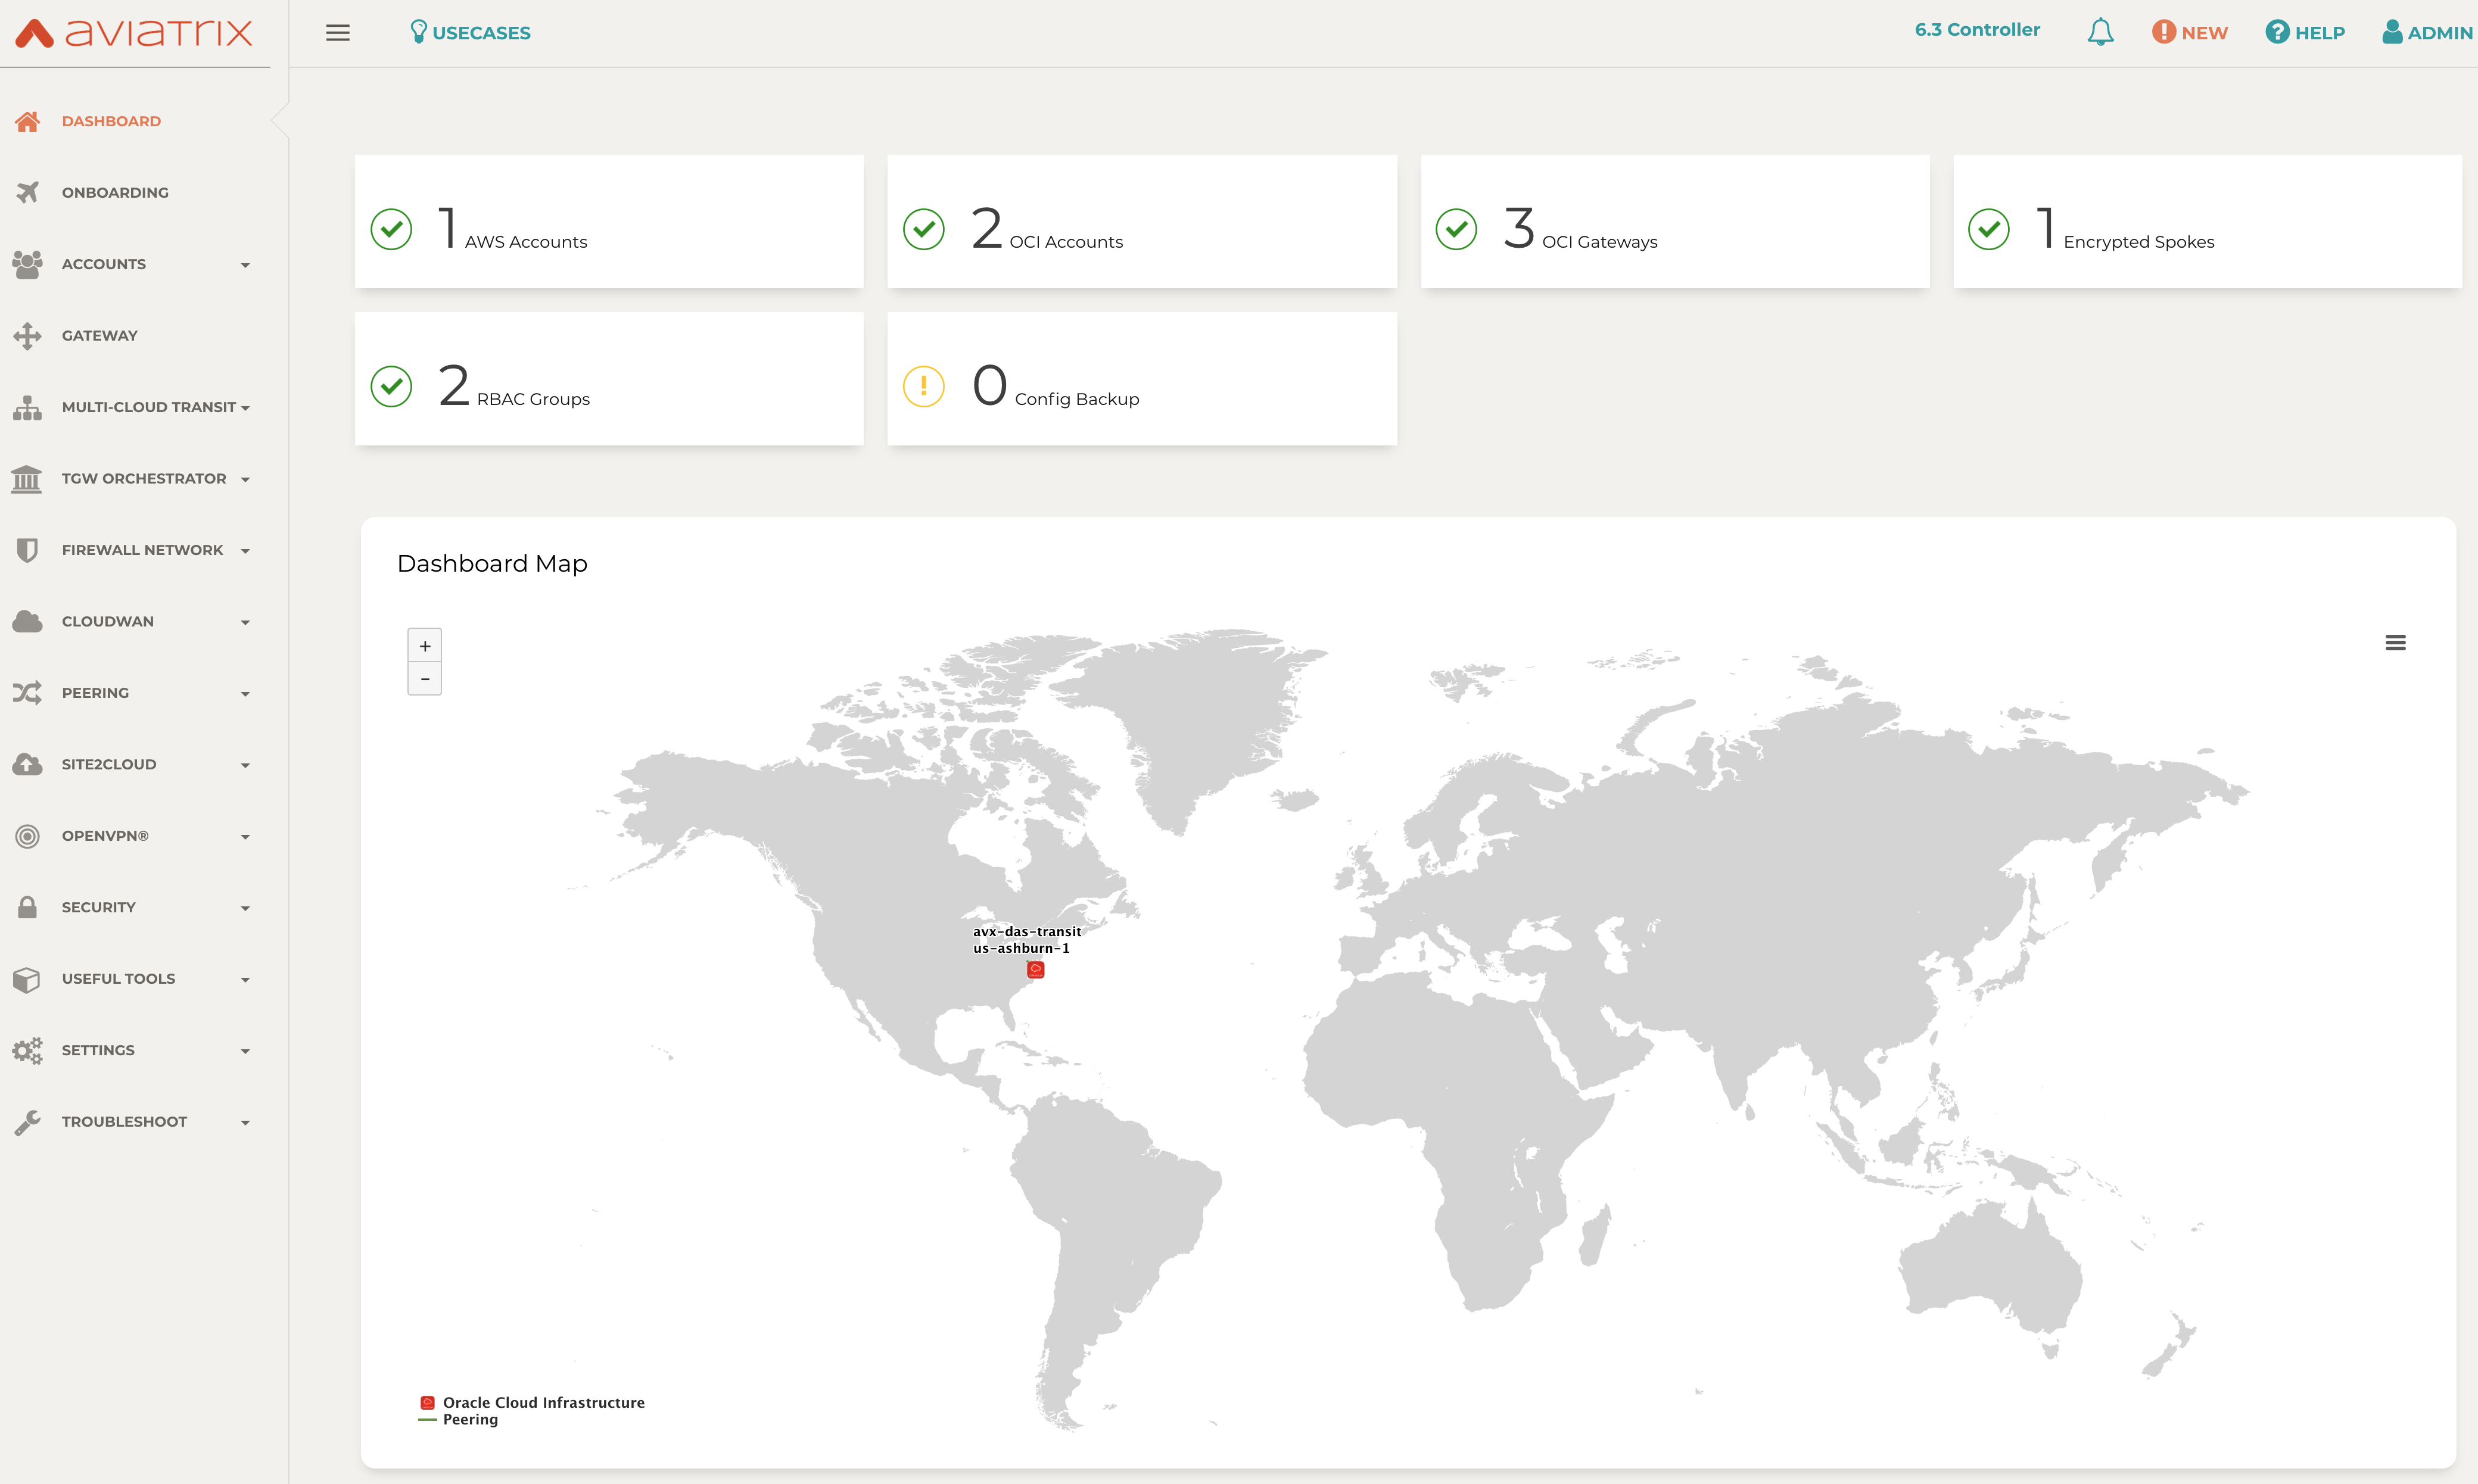 aviatrix
USECASES
6.3 Controller
NEW
HELP
ADMIN
DASHBOARD
ONBOARDING
ACCOUNTS
GATEWAY
MULTI-CLOUD TRANSIT
TGW ORCHESTRATOR
FIREWALL NETWORK
CLOUDWAN
PEERING
SITE2CLOUD
OPENVPN®
SECURITY
USEFUL TOOLS
SETTINGS
TROUBLESHOOT
1 AWS Accounts
2 OCI Accounts
3 OCI Gateways
1 Encrypted Spokes
2 RBAC Groups
0 Config Backup
Dashboard Map
+
−
avx-das-transit
us-ashburn-1
Oracle Cloud Infrastructure
Peering